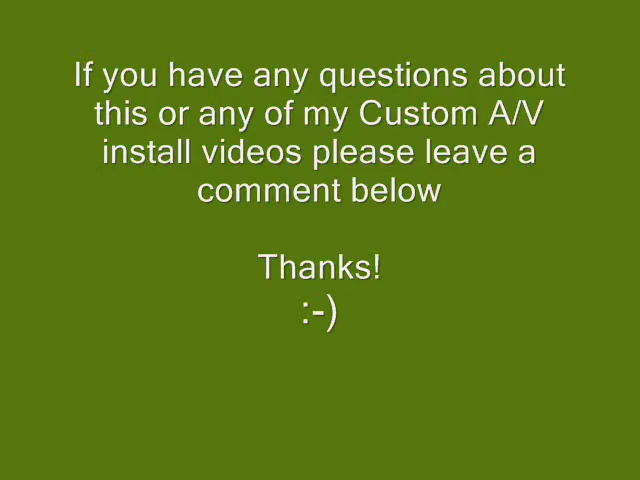 If you have any questions about
this or any of my Custom A/V
install videos please leave a
comment below
Thanks!
:-)